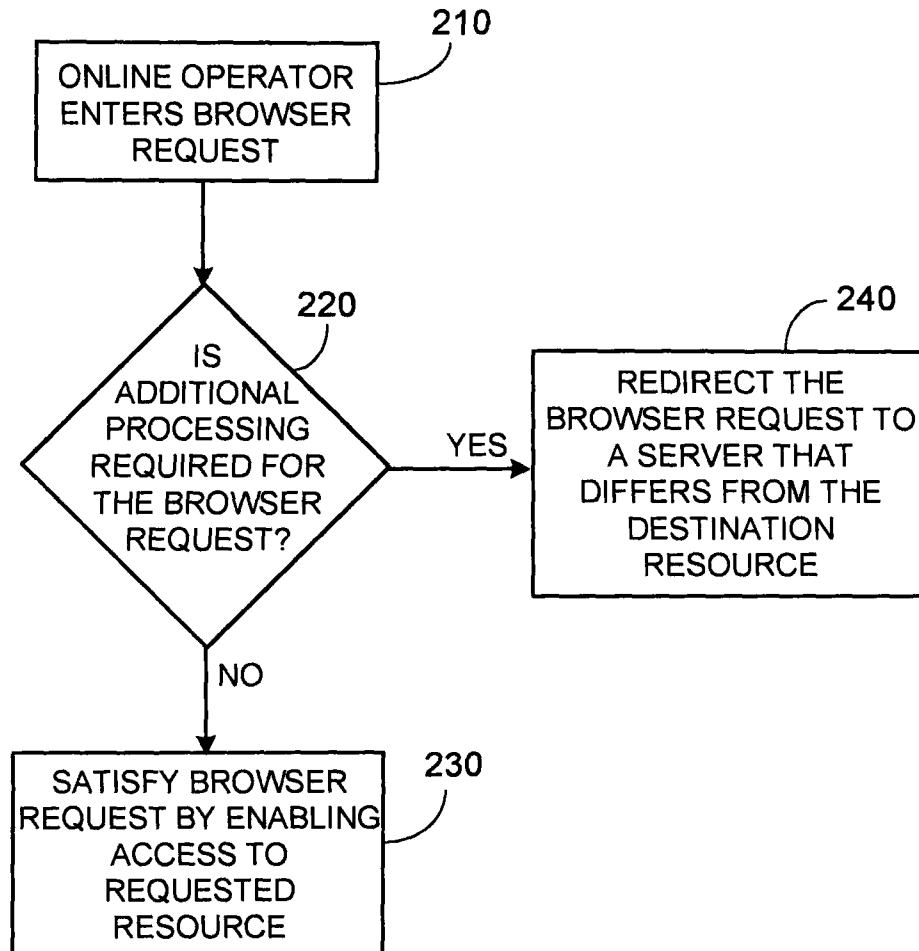 210
ONLINE OPERATOR
ENTERS BROWSER
REQUEST
220
IS
ADDITIONAL
PROCESSING
REQUIRED FOR
THE BROWSER
REQUEST?
YES
240
REDIRECT THE
BROWSER REQUEST TO
A SERVER THAT
DIFFERS FROM THE
DESTINATION
RESOURCE
NO
230
SATISFY BROWSER
REQUEST BY ENABLING
ACCESS TO
REQUESTED
RESOURCE